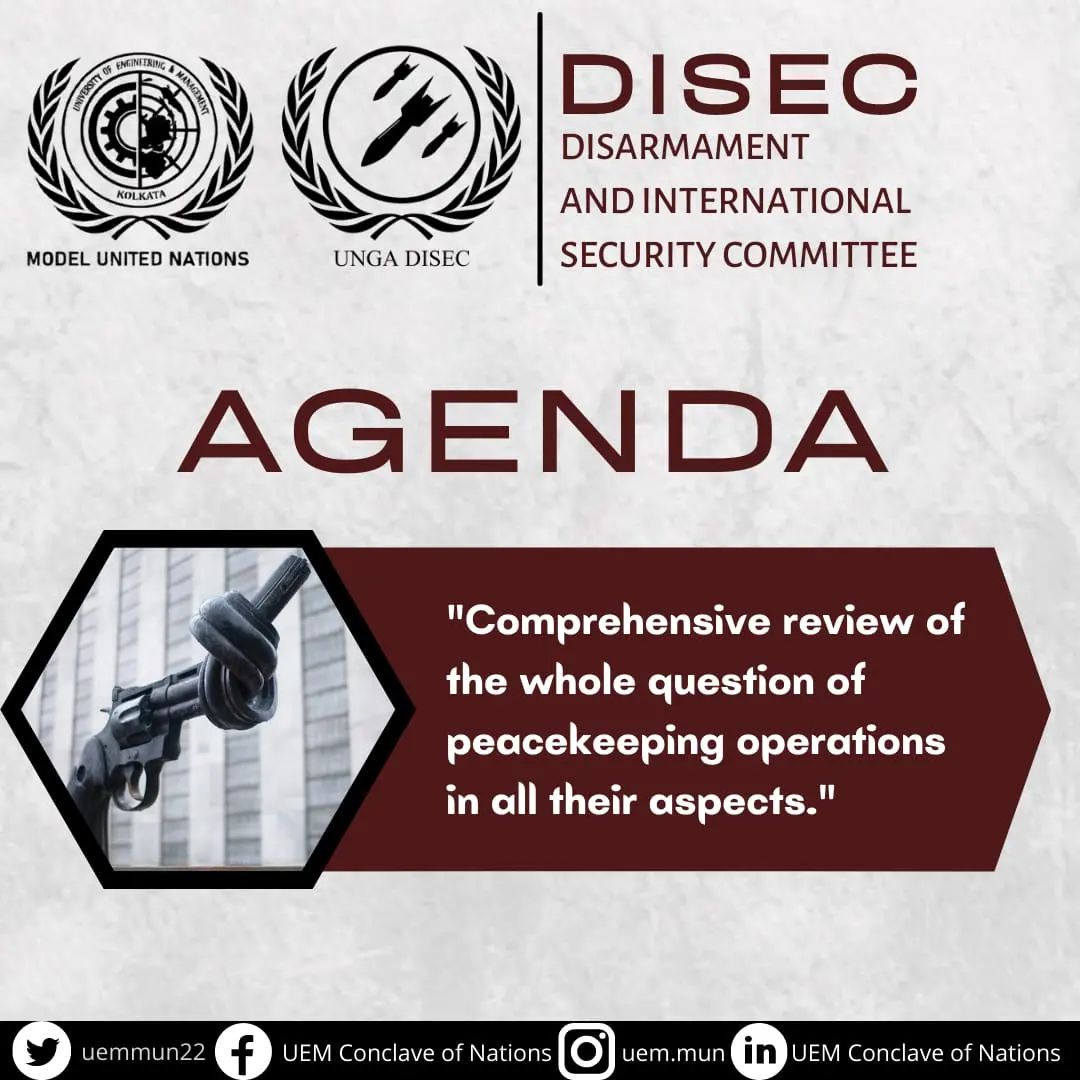 UNIVERSITY OF ENGINEERING & MANAGEMENT
KOLKATA
MODEL UNITED NATIONS
UNGA DISEC
DISEC
DISARMAMENT
AND INTERNATIONAL
SECURITY COMMITTEE
AGENDA
"Comprehensive review of
the whole question of
peacekeeping operations
in all their aspects."
uemmun22 UEM Conclave of Nations uem.mun in UEM Conclave of Nations